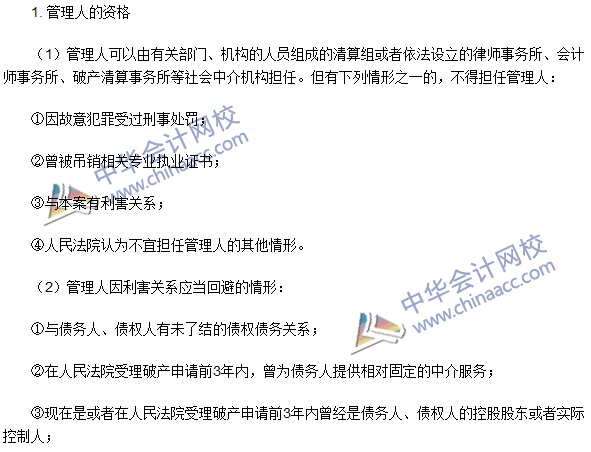 1. 管理人的资格
（1）管理人可以由有关部门、机构的人员组成的清算组或者依法设立的律师事务所、会计
师事务所、破产清算事务所等社会中介机构担任。但有下列情形之一的，不得担任管理人：
①因故意犯罪受过刑事处罚；
②曾被吊销相关专业执业证书；
③与本案有利害关系；
④人民法院认为不宜担任管理人的其他情形。
（2）管理人因利害关系应当回避的情形：
①与债务人、债权人有未了结的债权债务关系；
②在人民法院受理破产申请前3年内，曾为债务人提供相对固定的中介服务；
③现在是或者在人民法院受理破产申请前3年内曾经是债务人、债权人的控股股东或者实际
控制人；
中华会计网校
www.chinaacc.com
中华会计网校
www.chinaacc.com